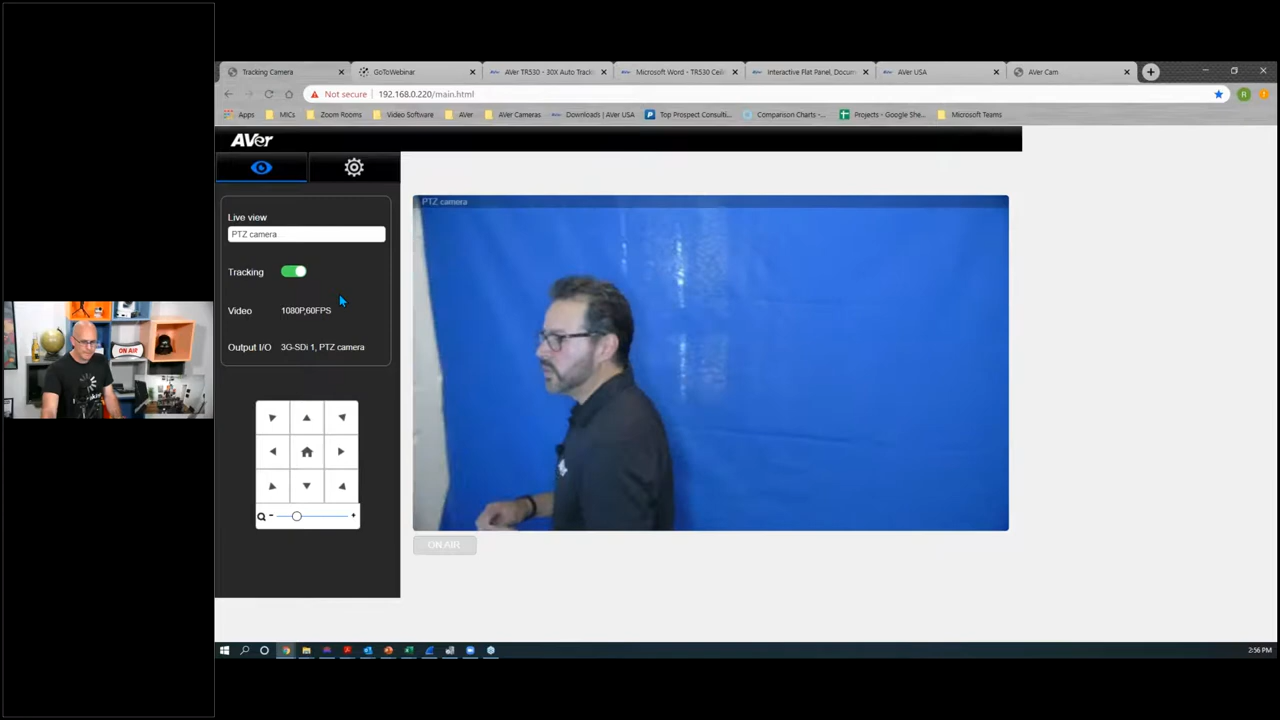 Tracking Camera
GoToWebinar
AVer TR530 - 30X Auto Track
Microsoft Word - TR530 Ceil
Interactive Flat Panel, Docum
AVer USA
AVer Cam
Not secure
192.168.0.220/main.html
R
Apps
MICs
Zoom Rooms
Video Software
AVer
AVer Cameras
Downloads | AVer USA
Top Prospect Consulti...
Comparison Charts -...
Projects - Google She...
Microsoft Teams
AVer
Live view
PTZ camera
Tracking
Video 1080P,60FPS
Output I/O 3G-SDi 1, PTZ camera
PTZ camera
ON AIR
ON AIR
2:56 PM